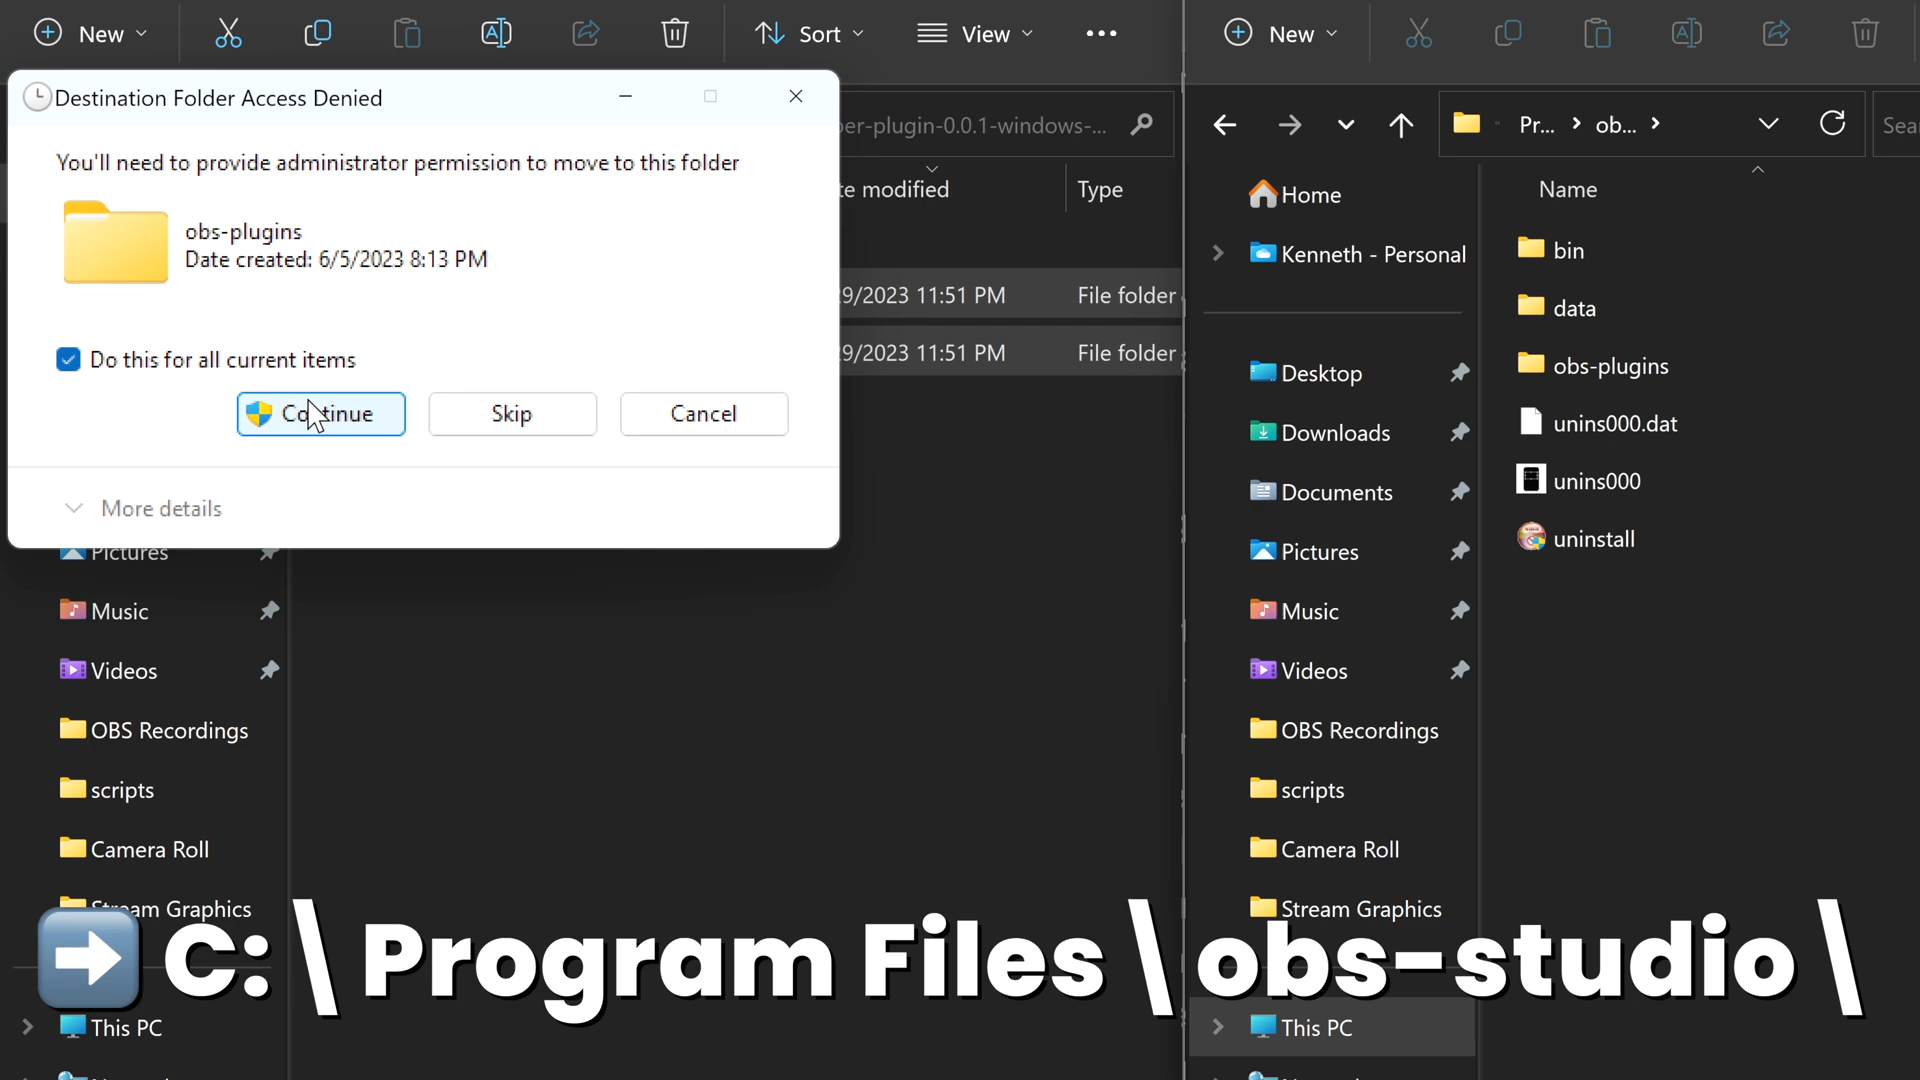 New
Sort
View
New
Destination Folder Access Denied
You'll need to provide administrator permission to move to this folder
obs-plugins
Date created: 6/5/2023 8:13 PM
Do this for all current items
Continue
Skip
Cancel
More details
er-plugin-0.0.1-windows-...
te modified
Type
9/2023 11:51 PM
File folder
9/2023 11:51 PM
File folder
Pictures
Music
Videos
OBS Recordings
scripts
Camera Roll
Stream Graphics
This PC
Pr...
ob...
Sea
Home
Kenneth - Personal
Desktop
Downloads
Documents
Pictures
Music
Videos
OBS Recordings
scripts
Camera Roll
Stream Graphics
This PC
Name
bin
data
obs-plugins
unins000.dat
unins000
uninstall
C:\Program Files\obs-studio\